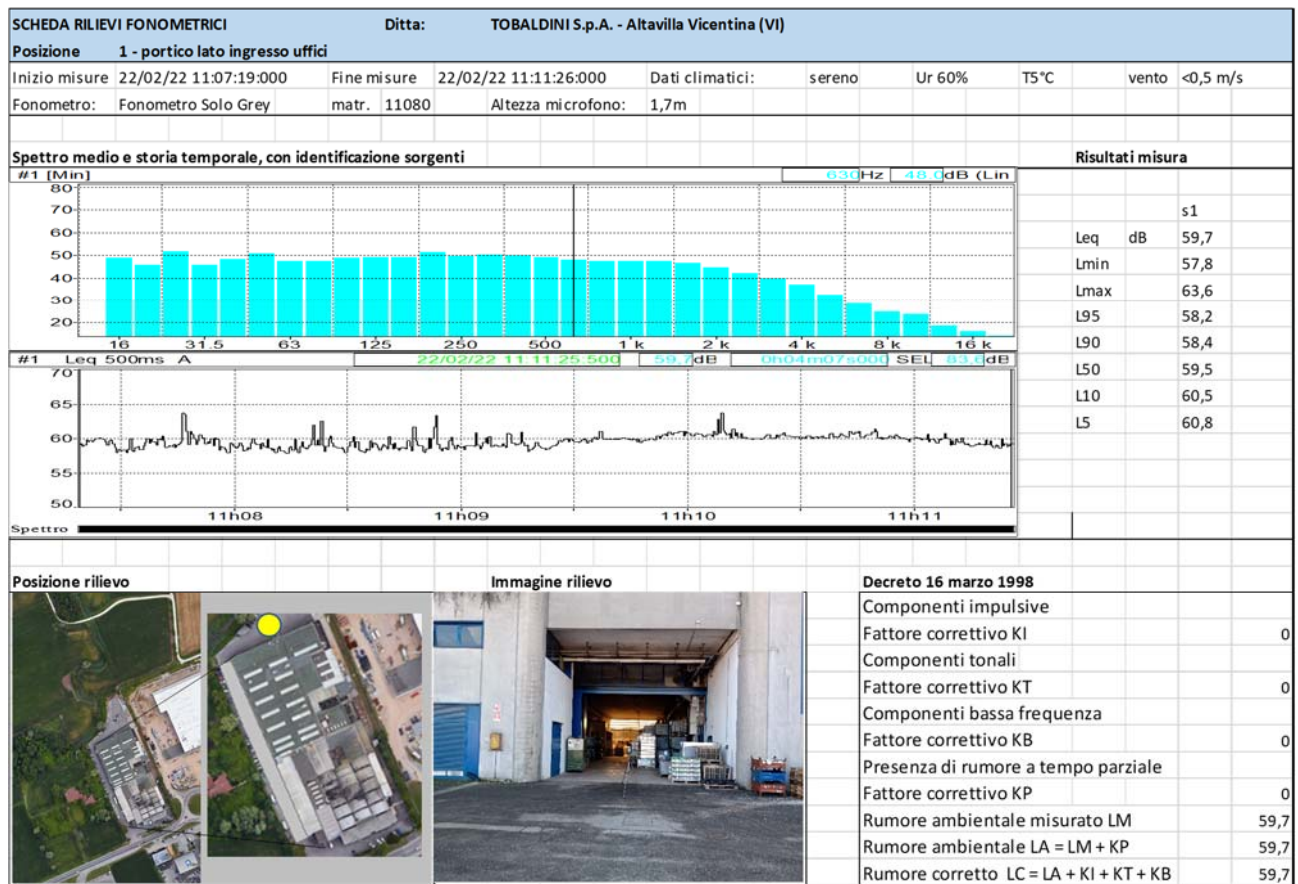 SCHEDA RILIEVI FONOMETRICI Ditta: TOBALDINI S.p.A. - Altavilla Vicentina (VI)
Posizione 1 - portico lato ingresso uffici
Inizio misure 22/02/22 11:07:19:000 Fine misure 22/02/22 11:11:26:000 Dati climatici: sereno Ur 60% T5°C vento <0,5 m/s
Fonometro: Fonometro Solo Grey matr. 11080 Altezza microfono: 1,7m
Spettro medio e storia temporale, con identificazione sorgenti Risultati misura
#1 [Min] 630Hz 48.0dB (Lin
80
70
60
50
40
30
20
16 31.5 63 125 250 500 1 k 2 k 4 k 8 k 16 k
s1
Leq dB 59,7
Lmin 57,8
Lmax 63,6
L95 58,2
L90 58,4
L50 59,5
L10 60,5
L5 60,8
#1 Leq 500ms A 22/02/22 11:11:25:500 59.7dB 0h04m07s000 SEL 83.6dB
70
65
60
55
50
11h08 11h09 11h10 11h11
Spettro
Posizione rilievo Immagine rilievo Decreto 16 marzo 1998
Componenti impulsive
Fattore correttivo KI 0
Componenti tonali
Fattore correttivo KT 0
Componenti bassa frequenza
Fattore correttivo KB 0
Presenza di rumore a tempo parziale
Fattore correttivo KP 0
Rumore ambientale misurato LM 59,7
Rumore ambientale LA = LM + KP 59,7
Rumore corretto LC = LA + KI + KT + KB 59,7